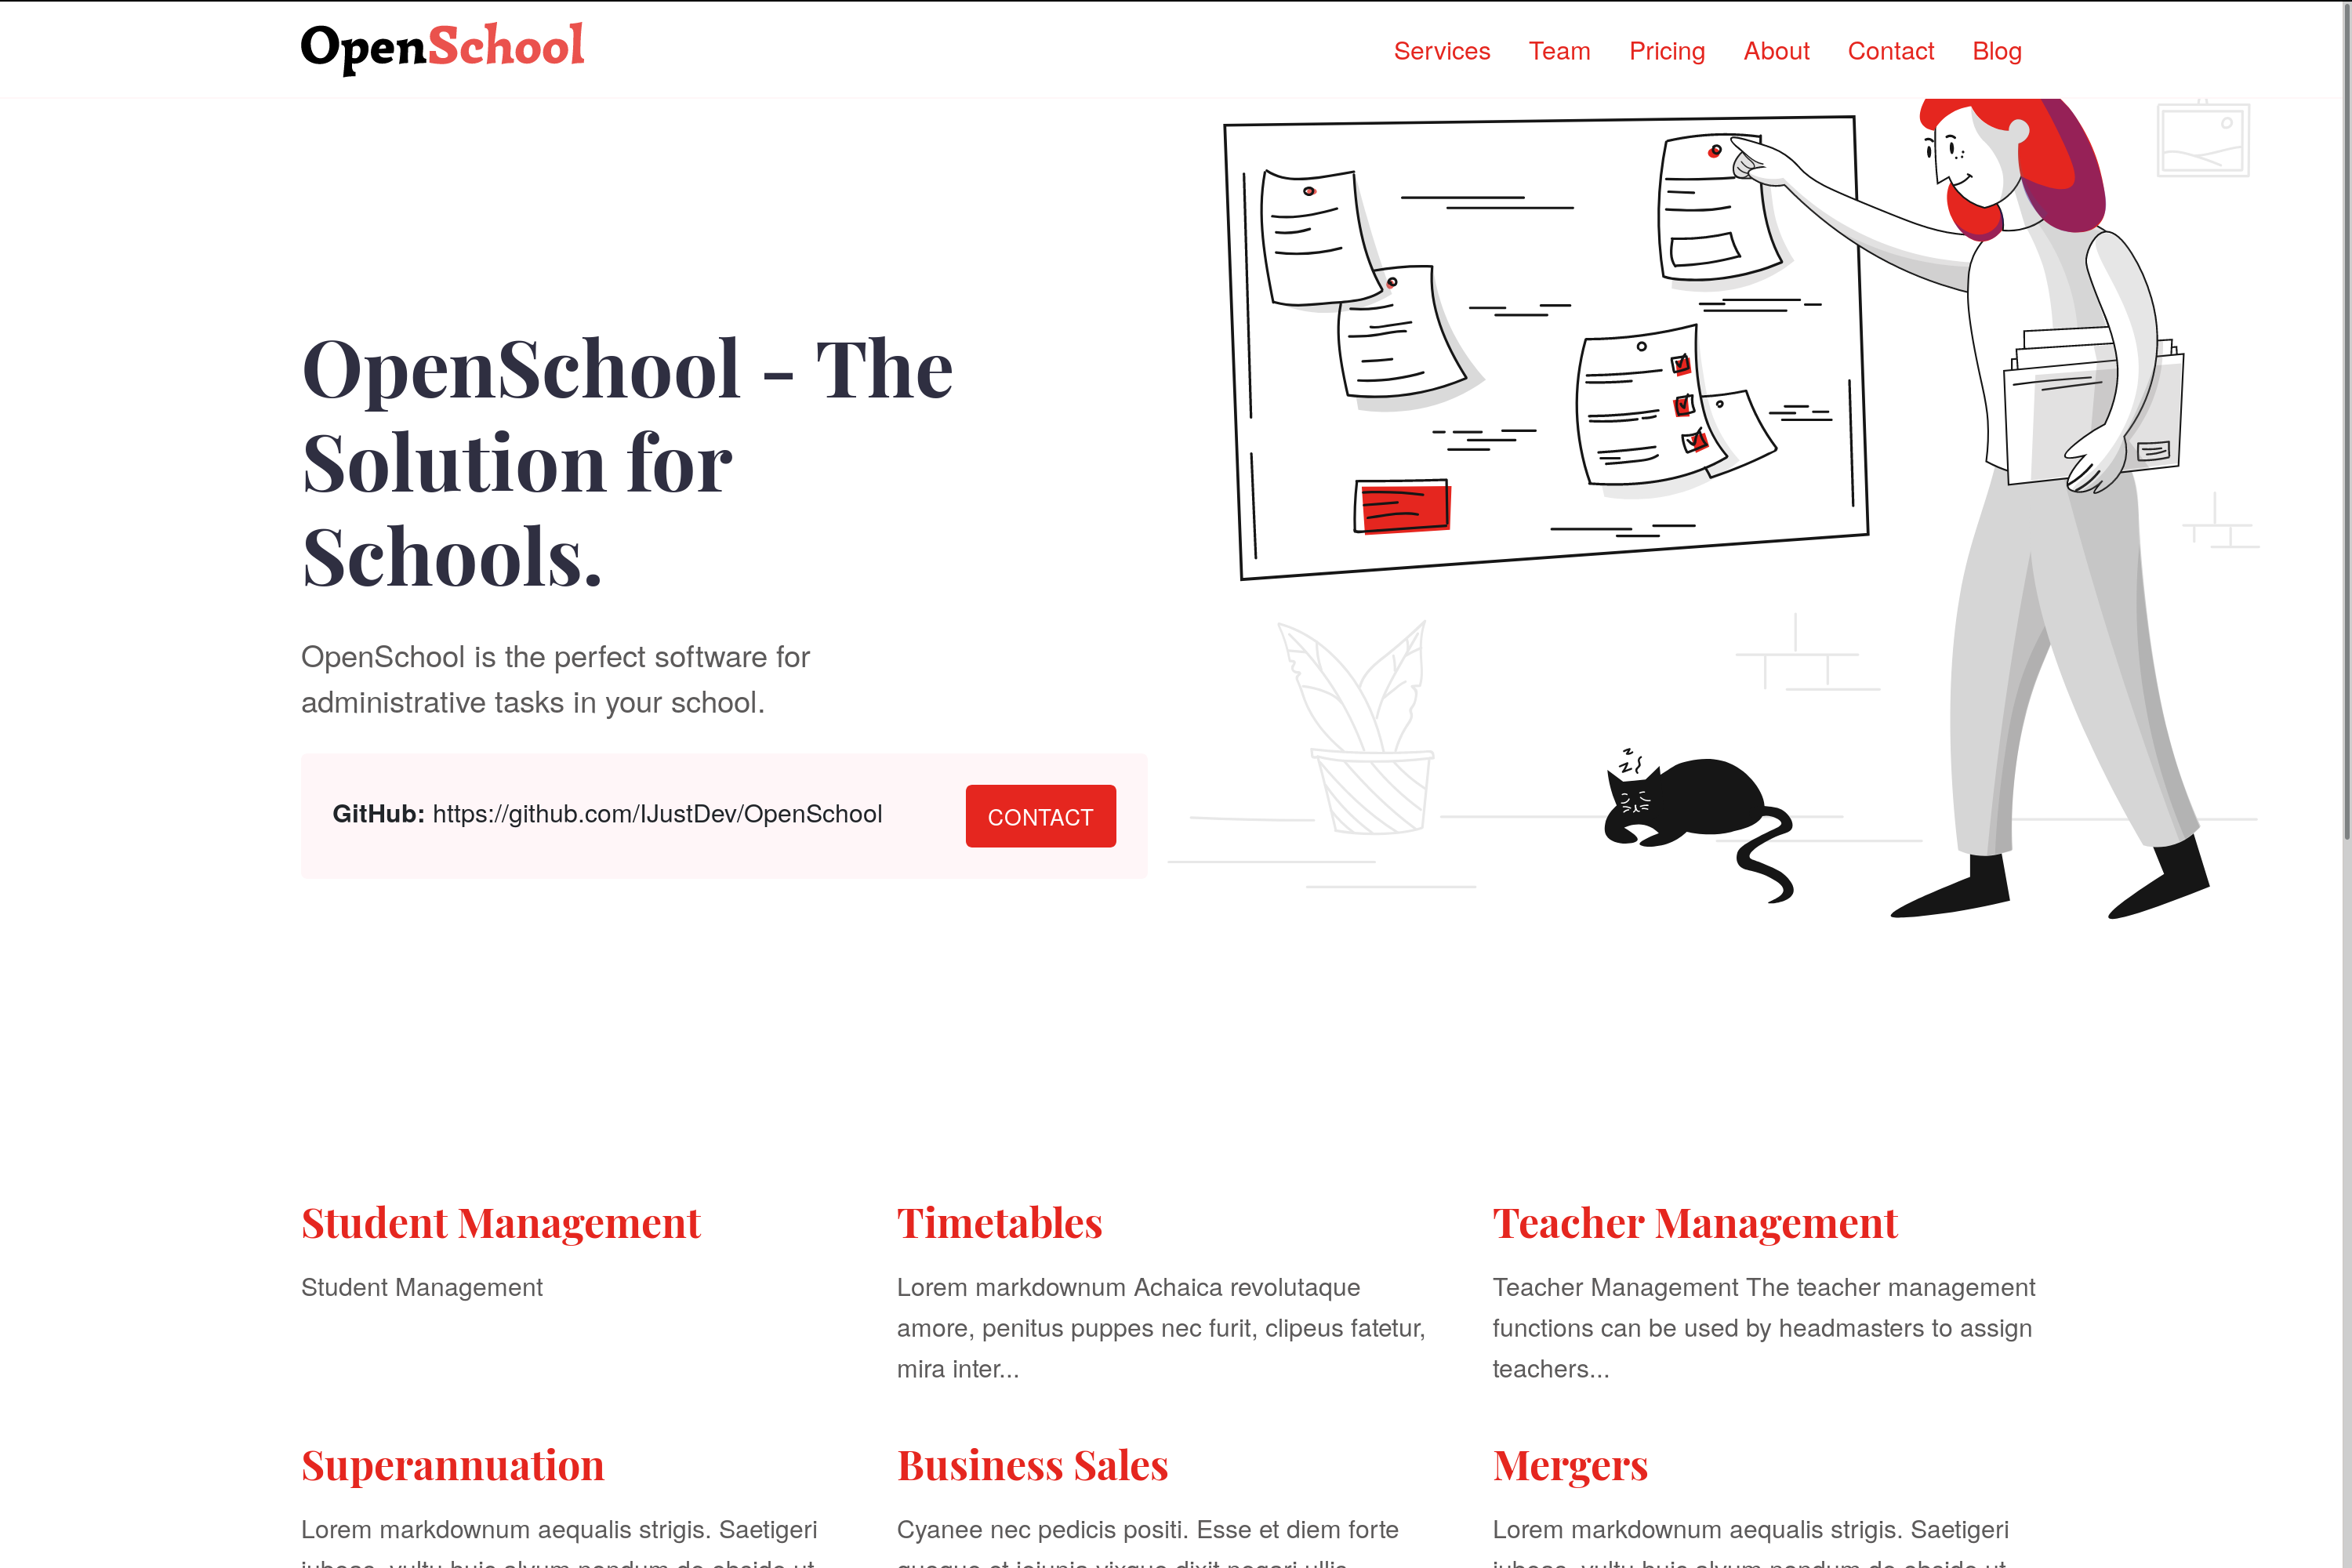 OpenSchool
Services Team Pricing About Contact Blog
OpenSchool - The
Solution for
Schools.
OpenSchool is the perfect software for
administrative tasks in your school.
GitHub: https://github.com/IJustDev/OpenSchool
CONTACT
z
z
Student Management
Student Management
Timetables
Lorem markdownum Achaica revolutaque
amore, penitus puppes nec furit, clipeus fatetur,
mira inter...
Teacher Management
Teacher Management The teacher management
functions can be used by headmasters to assign
teachers...
Superannuation
Lorem markdownum aequalis strigis. Saetigeri
Business Sales
Cyanee nec pedicis positi. Esse et diem forte
Mergers
Lorem markdownum aequalis strigis. Saetigeri